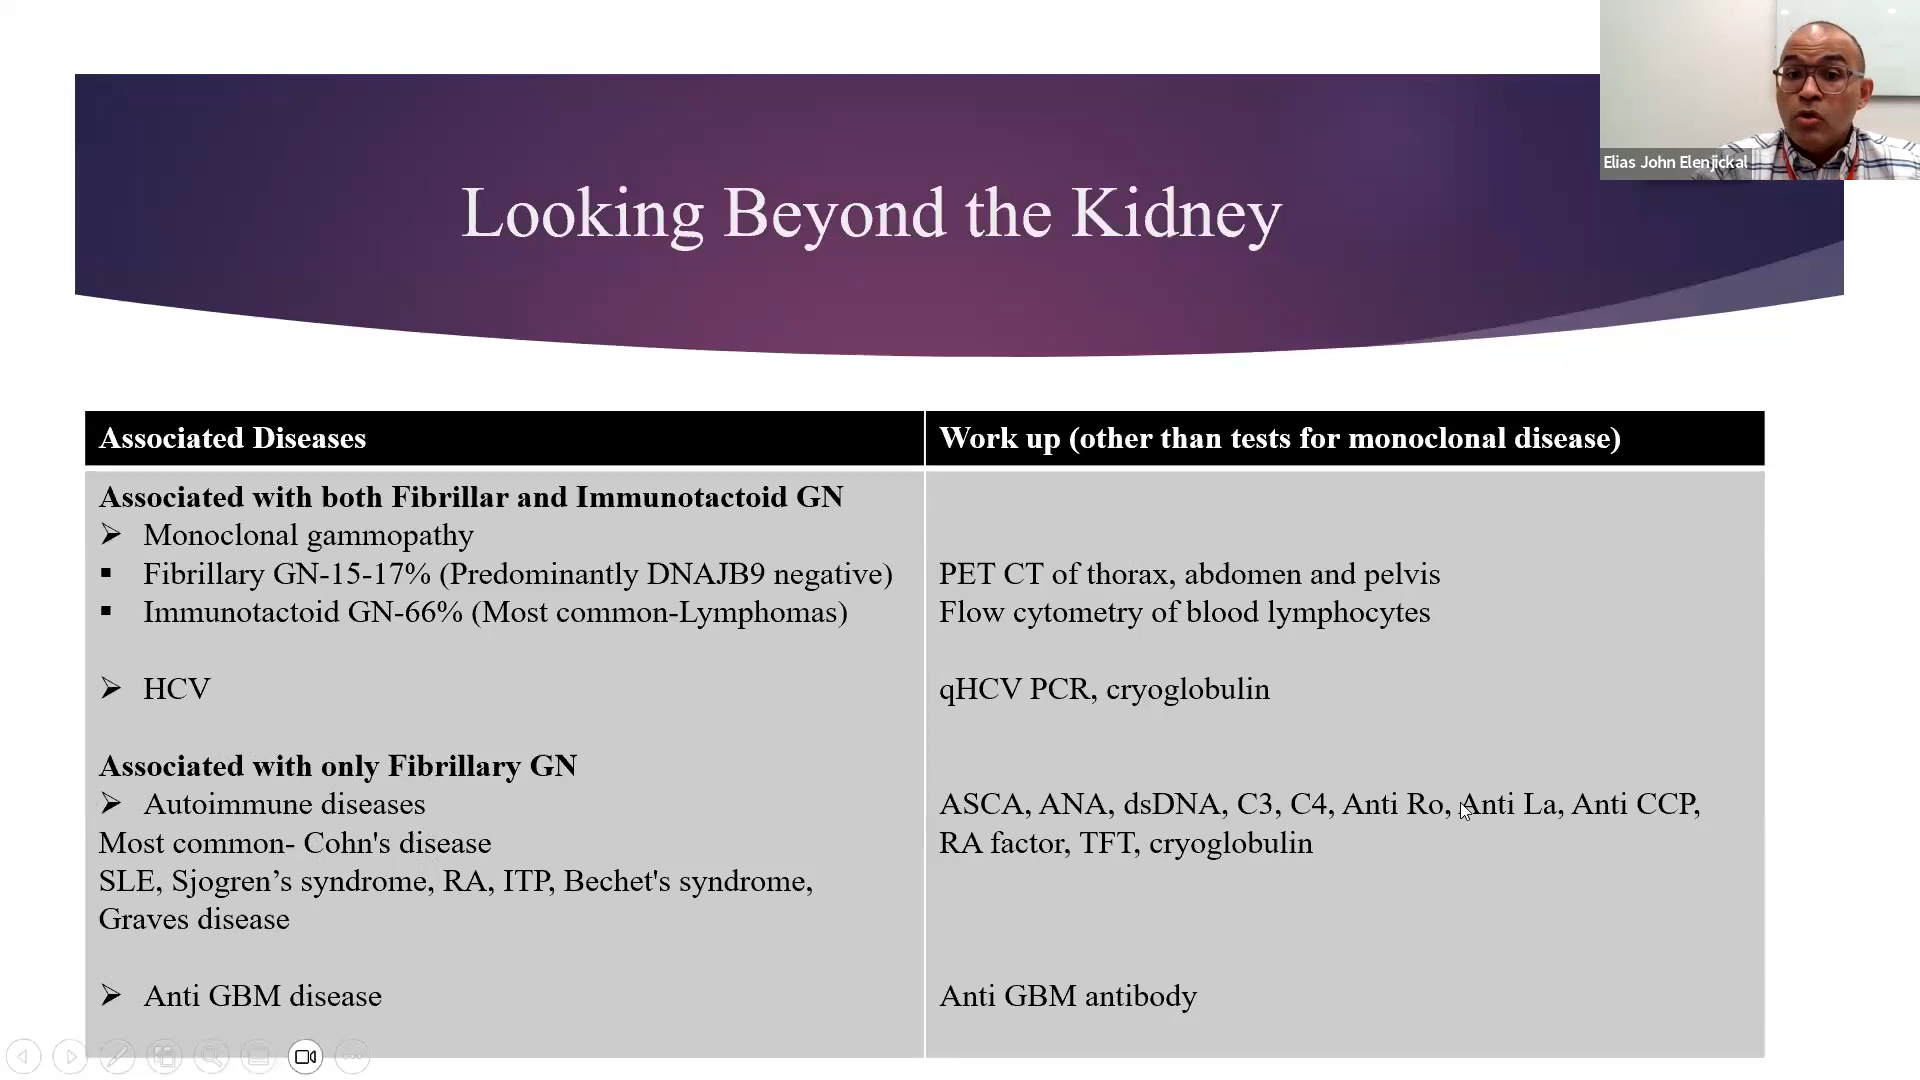 Elias John Elenjickal
Looking Beyond the Kidney
Associated Diseases
Work up (other than tests for monoclonal disease)
Associated with both Fibrillar and Immunotactoid GN
Monoclonal gammopathy
Fibrillary GN-15-17% (Predominantly DNAJB9 negative)
PET CT of thorax, abdomen and pelvis
Immunotactoid GN-66% (Most common-Lymphomas)
Flow cytometry of blood lymphocytes
HCV
qHCV PCR, cryoglobulin
Associated with only Fibrillary GN
Autoimmune diseases
ASCA, ANA, dsDNA, C3, C4, Anti Ro, Anti La, Anti CCP,
Most common- Cohn's disease
RA factor, TFT, cryoglobulin
SLE, Sjogren’s syndrome, RA, ITP, Bechet's syndrome,
Graves disease
Anti GBM disease
Anti GBM antibody